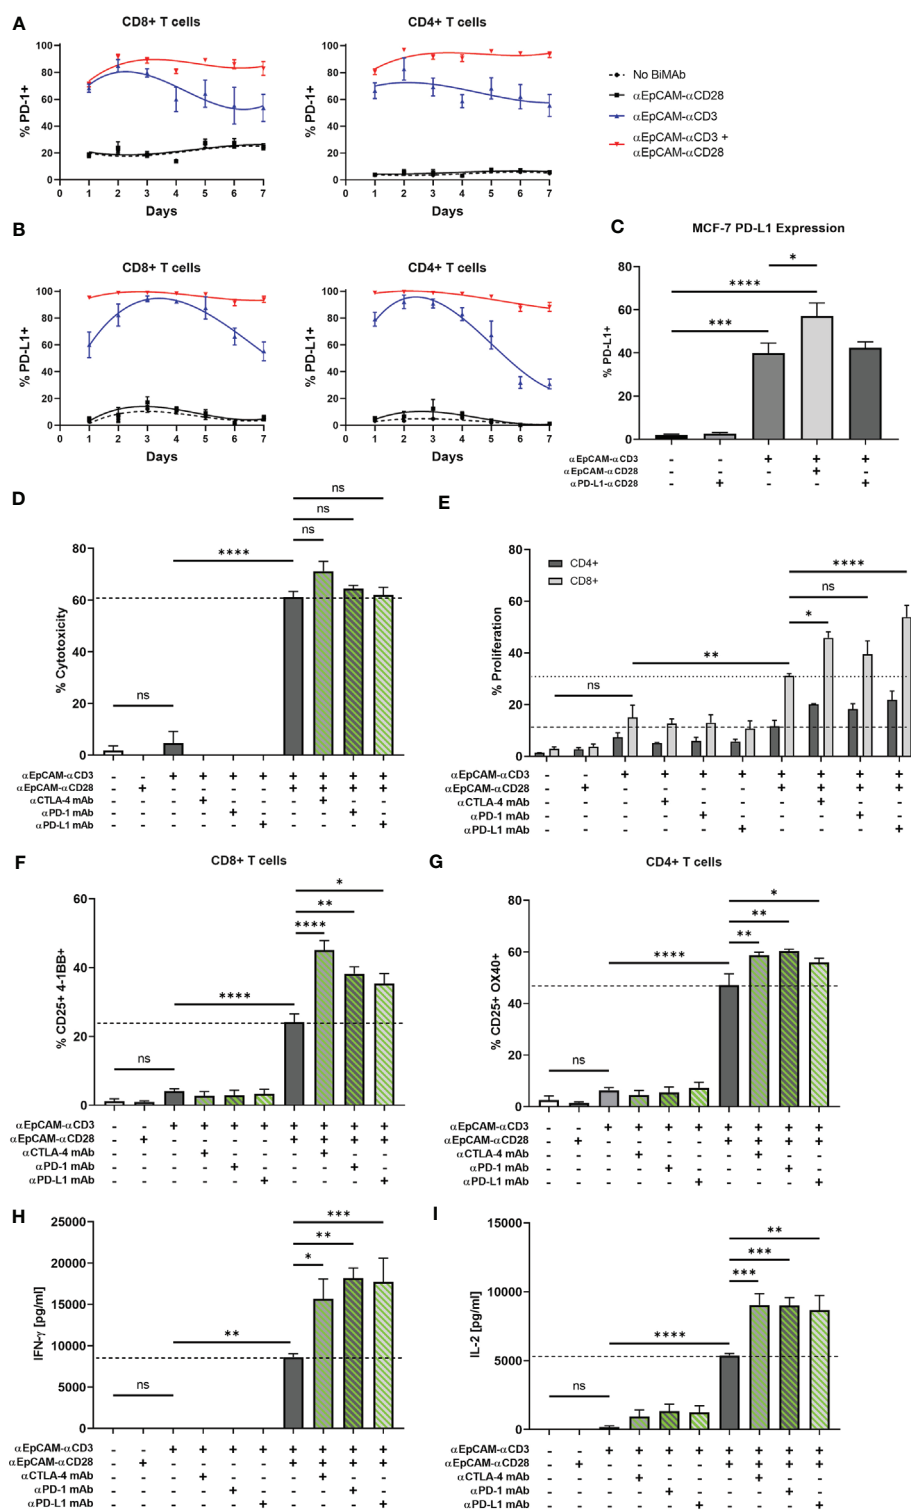 A
CD8+ T cells
CD4+ T cells
% PD-1+
100
80
60
40
20
0
0 1 2 3 4 5 6 7
Days
% PD-1+
100
80
60
40
20
0
0 1 2 3 4 5 6 7
Days
No BiMAb
αEpCAM-αCD28
αEpCAM-αCD3
αEpCAM-αCD3 +
αEpCAM-αCD28
B
CD8+ T cells
CD4+ T cells
% PD-L1+
100
80
60
40
20
0
0 1 2 3 4 5 6 7
Days
% PD-L1+
100
80
60
40
20
0
0 1 2 3 4 5 6 7
Days
C
MCF-7 PD-L1 Expression
% PD-L1+
80
60
40
20
0
*
****
***
αEpCAM-αCD3 - - + + +
αEpCAM-αCD28 - - - + -
αPD-L1-αCD28 - + - - +
D
% Cytotoxicity
80
60
40
20
0
ns
ns
ns
****
ns
αEpCAM-αCD3 - - + + + + + + + +
αEpCAM-αCD28 - + - - - - + + + +
αCTLA-4 mAb - - - + - - - + - -
αPD-1 mAb - - - - + - - - + -
αPD-L1 mAb - - - - - + - - - +
E
% Proliferation
80
60
40
20
0
CD4+
CD8+
****
ns
*
**
ns
αEpCAM-αCD3 - - + + + + + + + +
αEpCAM-αCD28 - + - - - - + + + +
αCTLA-4 mAb - - - + - - - + - -
αPD-1 mAb - - - - + - - - + -
αPD-L1 mAb - - - - - + - - - +
F
CD8+ T cells
% CD25+ 4-1BB+
60
40
20
0
*
**
****
****
ns
αEpCAM-αCD3 - - + + + + + + + +
αEpCAM-αCD28 - + - - - - + + + +
αCTLA-4 mAb - - - + - - - + - -
αPD-1 mAb - - - - + - - - + -
αPD-L1 mAb - - - - - + - - - +
G
CD4+ T cells
% CD25+ OX40+
80
60
40
20
0
*
**
**
****
ns
αEpCAM-αCD3 - - + + + + + + + +
αEpCAM-αCD28 - + - - - - + + + +
αCTLA-4 mAb - - - + - - - + - -
αPD-1 mAb - - - - + - - - + -
αPD-L1 mAb - - - - - + - - - +
H
IFN-γ [pg/ml]
25000
20000
15000
10000
5000
0
***
**
*
**
ns
αEpCAM-αCD3 - - + + + + + + + +
αEpCAM-αCD28 - + - - - - + + + +
αCTLA-4 mAb - - - + - - - + - -
αPD-1 mAb - - - - + - - - + -
αPD-L1 mAb - - - - - + - - - +
I
IL-2 [pg/ml]
15000
10000
5000
0
**
***
***
****
ns
αEpCAM-αCD3 - - + + + + + + + +
αEpCAM-αCD28 - + - - - - + + + +
αCTLA-4 mAb - - - + - - - + - -
αPD-1 mAb - - - - + - - - + -
αPD-L1 mAb - - - - - + - - - +